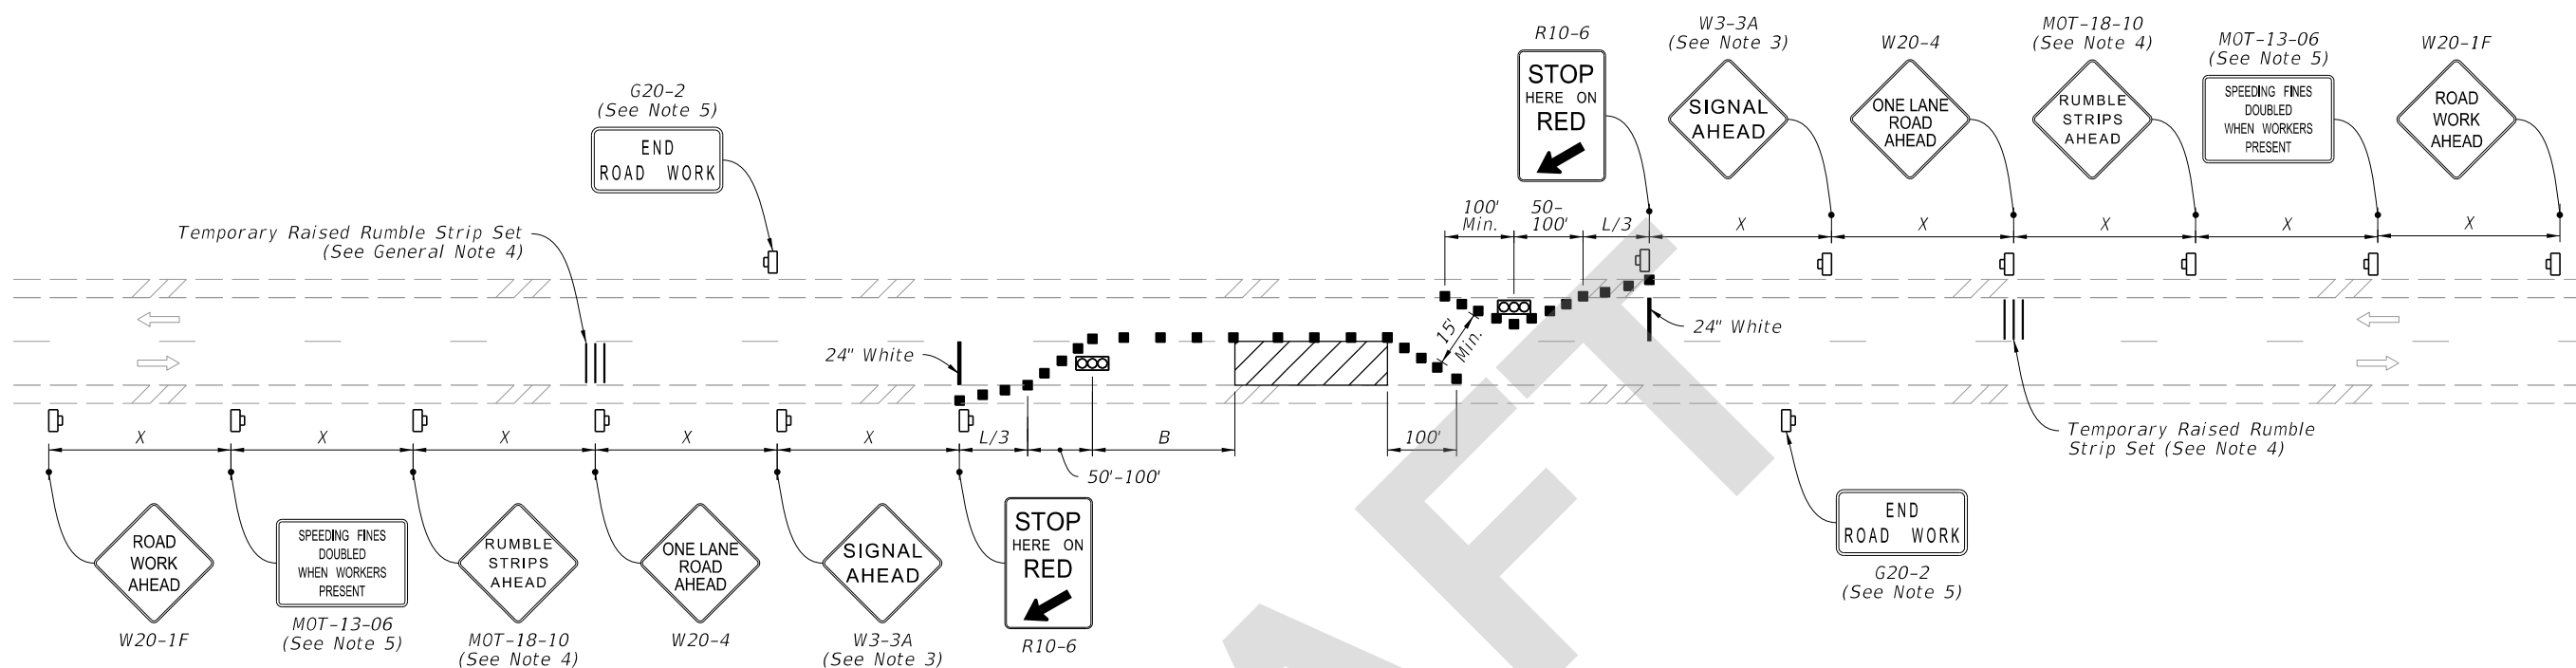 R10-6
STOP
HERE ON
RED
W3-3A
(See Note 3)
SIGNAL
AHEAD
W20-4
ONE LANE
ROAD
AHEAD
MOT-18-10
(See Note 4)
RUMBLE
STRIPS
AHEAD
MOT-13-06
(See Note 5)
SPEEDING FINES
DOUBLED
WHEN WORKERS
PRESENT
W20-1F
ROAD
WORK
AHEAD
G20-2
(See Note 5)
END
ROAD WORK
Temporary Raised Rumble Strip Set
(See General Note 4)
100'
Min.
50-
100'
L/3
X
X
X
X
X
24" White
15'
Min.
24" White
X
X
X
X
X
L/3
B
100'
50'-100'
Temporary Raised Rumble
Strip Set (See Note 4)
ROAD
WORK
AHEAD
W20-1F
SPEEDING FINES
DOUBLED
WHEN WORKERS
PRESENT
MOT-13-06
(See Note 5)
RUMBLE
STRIPS
AHEAD
MOT-18-10
(See Note 4)
ONE LANE
ROAD
AHEAD
W20-4
SIGNAL
AHEAD
W3-3A
(See Note 3)
STOP
HERE ON
RED
R10-6
END
ROAD WORK
G20-2
(See Note 5)
AFT